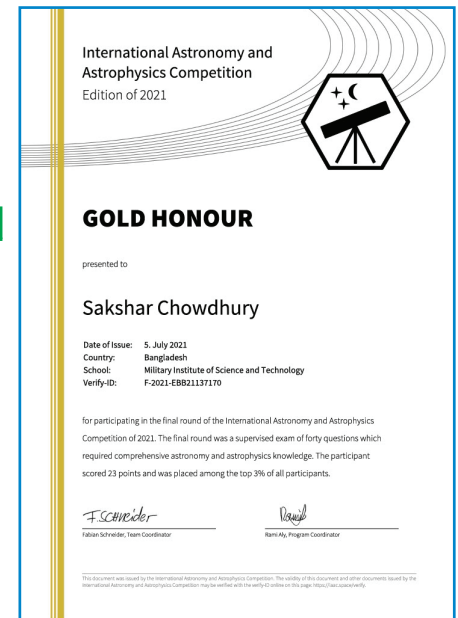 International Astronomy and
Astrophysics Competition
Edition of 2021
GOLD HONOUR
presented to
Sakshar Chowdhury
Date of Issue: 5. July 2021
Country: Bangladesh
School: Military Institute of Science and Technology
Verify-ID: F-2021-EBB21137170
for participating in the final round of the International Astronomy and Astrophysics
Competition of 2021. The final round was a supervised exam of forty questions which
required comprehensive astronomy and astrophysics knowledge. The participant
scored 23 points and was placed among the top 3% of all participants.
F. SCHNEIDER
Fabian Schneider, Team Coordinator
Rami Aly, Program Coordinator
This document was issued by the International Astronomy and Astrophysics Competition. The validity of this document and other documents issued by the
International Astronomy and Astrophysics Competition may be verified with the verify-ID online on this page: https://iaac.space/verify.